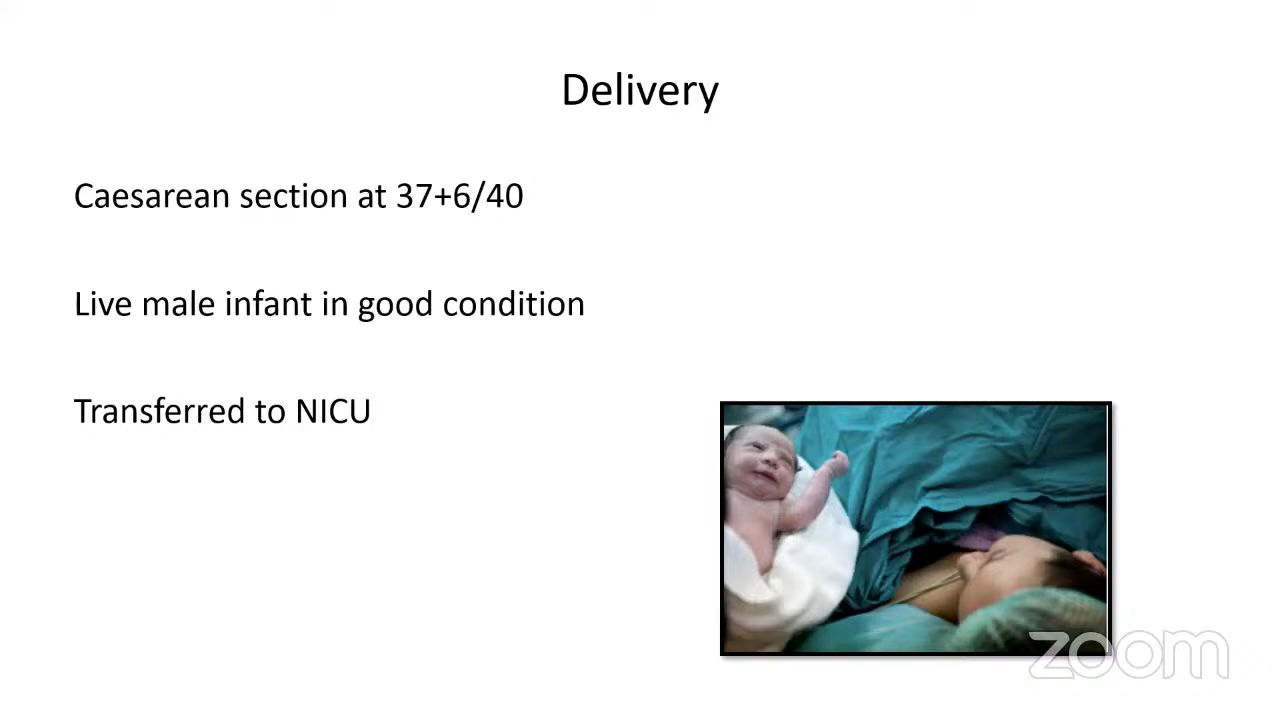 Delivery
Caesarean section at 37+6/40
Live male infant in good condition
Transferred to NICU
zoom